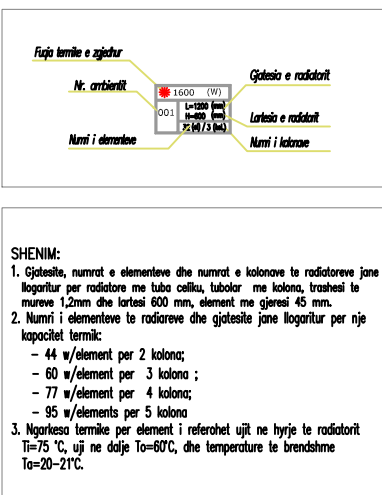 Fuqia termike e zgjedhur
Gjatesia e radiatorit
Nr. ambientit
1600 (W)
001
L=1200 (mm)
H=600 (mm)
Lartesia e radiatorit
32 (el) / 3 (kol.)
Numri i elementeve
Numri i kolonave
SHENIM:
1. Gjatesite, numrat e elementeve dhe numrat e kolonave te radiatoreve jane
llogaritur per radiatore me tuba celiku, tubolar me kolona, trashesi te
mureve 1,2mm dhe lartesi 600 mm, element me gjeresi 45 mm.
2. Numri i elementeve te radiareve dhe gjatesite jane llogaritur per nje
kapacitet termik:
- 44 w/element per 2 kolona;
- 60 w/element per 3 kolona ;
- 77 w/element per 4 kolona;
- 95 w/elements per 5 kolona
3. Ngarkesa termike per element i referohet ujit ne hyrje te radiatorit
Ti=75 °C, uji ne dalje To=60°C, dhe temperature te brendshme
Ta=20-21°C.